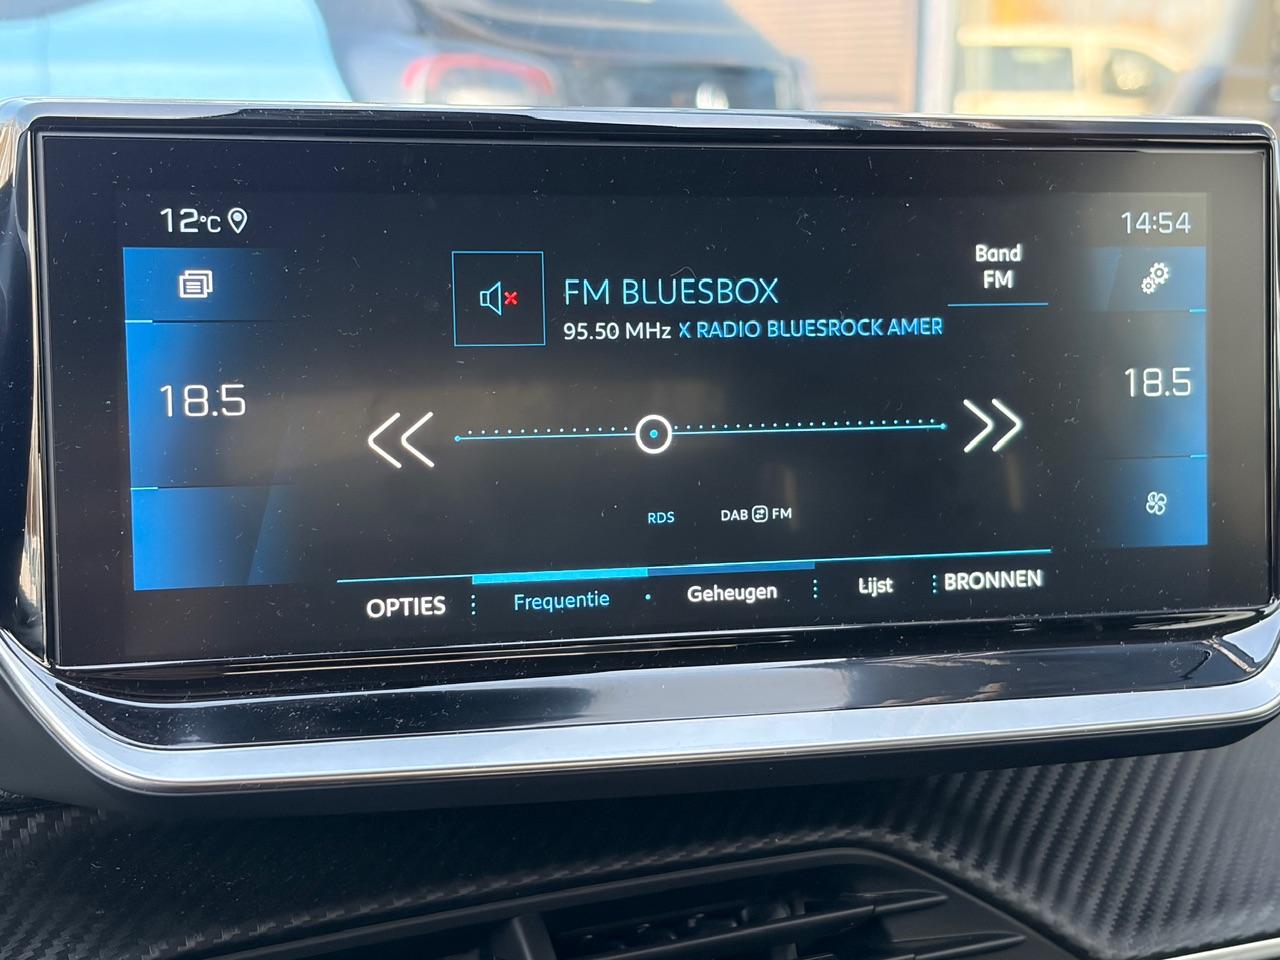 12°C
14:54
Band
FM
FM BLUESBOX
95.50 MHz X RADIO BLUESROCK AMER
18.5
18.5
RDS
DAB FM
OPTIES
Frequentie
Geheugen
Lijst
BRONNEN